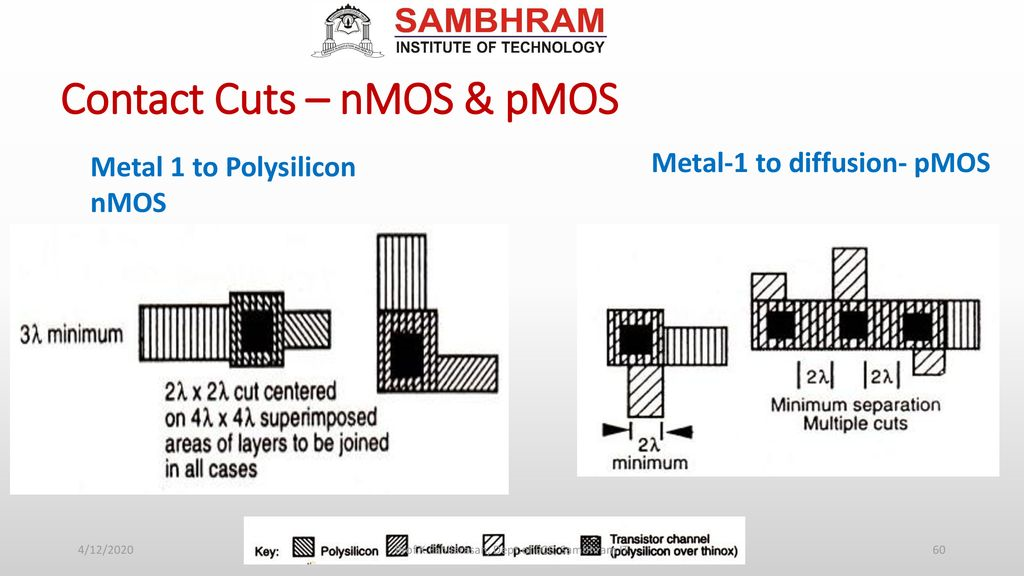 SAMBHRAM
INSTITUTE OF TECHNOLOGY
Contact Cuts – nMOS & pMOS
Metal 1 to Polysilicon
nMOS
Metal-1 to diffusion- pMOS
3λ minimum
2λ x 2λ cut centered
on 4λ x 4λ superimposed
areas of layers to be joined
in all cases
2λ
minimum
2λ 2λ
Minimum separation
Multiple cuts
Key: Polysilicon n-diffusion p-diffusion Transistor channel
(polysilicon over thinox)
4/12/2020
60